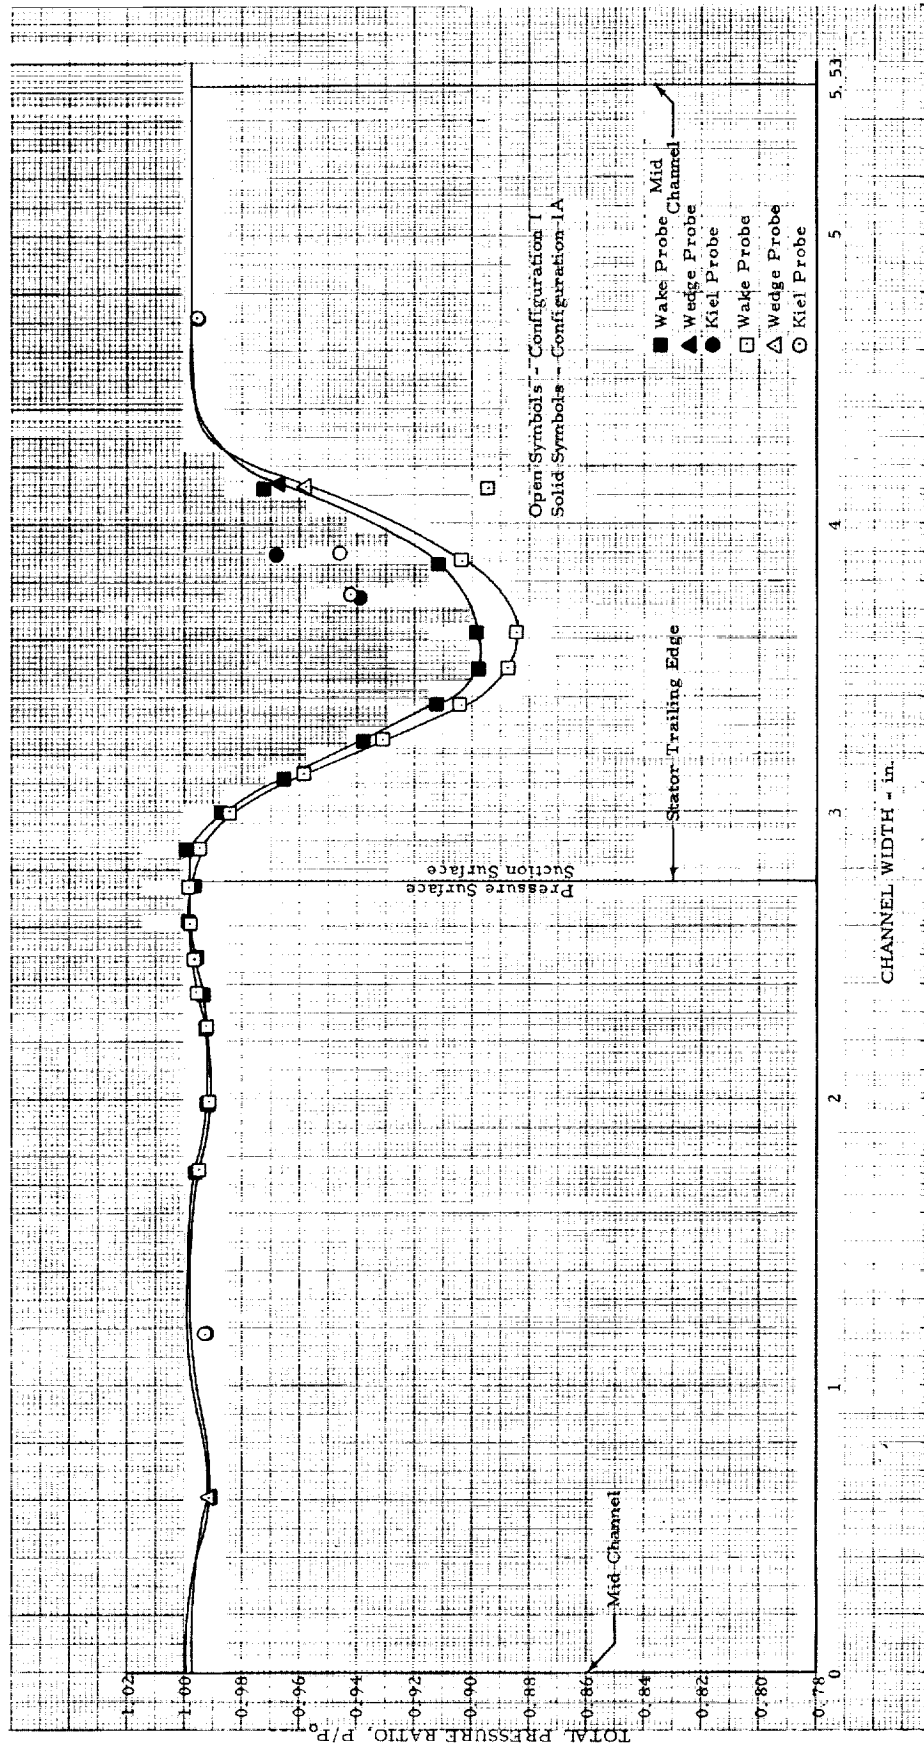 TOTAL PRESSURE RATIO, P/P₀
1.02
1.00
0.98
0.96
0.94
0.92
0.90
0.88
0.86
0.84
0.82
0.80
0.78
Mid Channel
Pressure Surface
Suction Surface
Stator Trailing Edge
Open Symbols - Configuration I
Solid Symbols - Configuration IA
Mid
Channel
Wake Probe
Wedge Probe
Kiel Probe
Wake Probe
Wedge Probe
Kiel Probe
0
1
2
3
4
5
5.53
CHANNEL WIDTH - in.